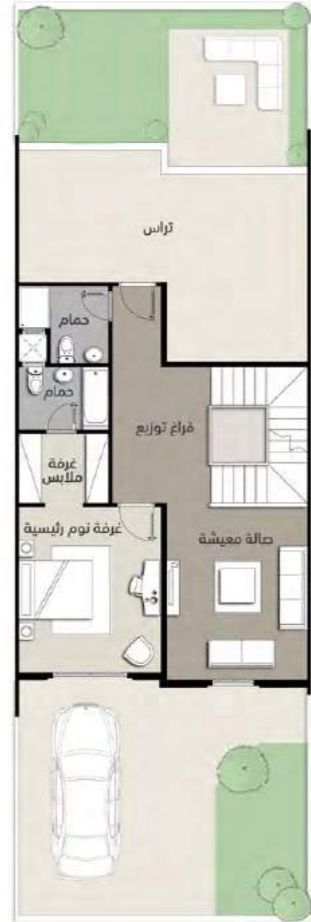 تراس
حمام
حمام
فراغ توزيع
غرفة
ملابس
غرفة نوم رئيسية
صالة معيشة